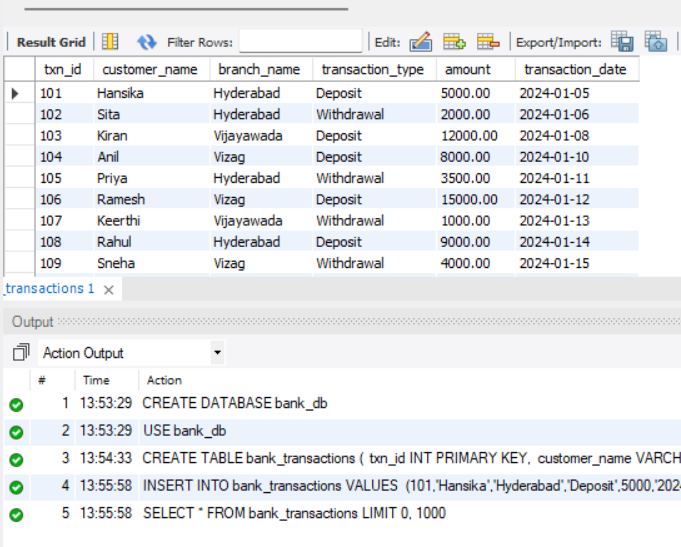 Result Grid Filter Rows: Edit: Export/Import:
txn_id customer_name branch_name transaction_type amount transaction_date
101 Hansika Hyderabad Deposit 5000.00 2024-01-05
102 Sita Hyderabad Withdrawal 2000.00 2024-01-06
103 Kiran Vijayawada Deposit 12000.00 2024-01-08
104 Anil Vizag Deposit 8000.00 2024-01-10
105 Priya Hyderabad Withdrawal 3500.00 2024-01-11
106 Ramesh Vizag Deposit 15000.00 2024-01-12
107 Keerthi Vijayawada Withdrawal 1000.00 2024-01-13
108 Rahul Hyderabad Deposit 9000.00 2024-01-14
109 Sneha Vizag Withdrawal 4000.00 2024-01-15
_transactions 1
Output
Action Output
# Time Action
1 13:53:29 CREATE DATABASE bank_db
2 13:53:29 USE bank_db
3 13:54:33 CREATE TABLE bank_transactions ( txn_id INT PRIMARY KEY, customer_name VARCH
4 13:55:58 INSERT INTO bank_transactions VALUES (101,'Hansika','Hyderabad','Deposit',5000,'202
5 13:55:58 SELECT * FROM bank_transactions LIMIT 0, 1000